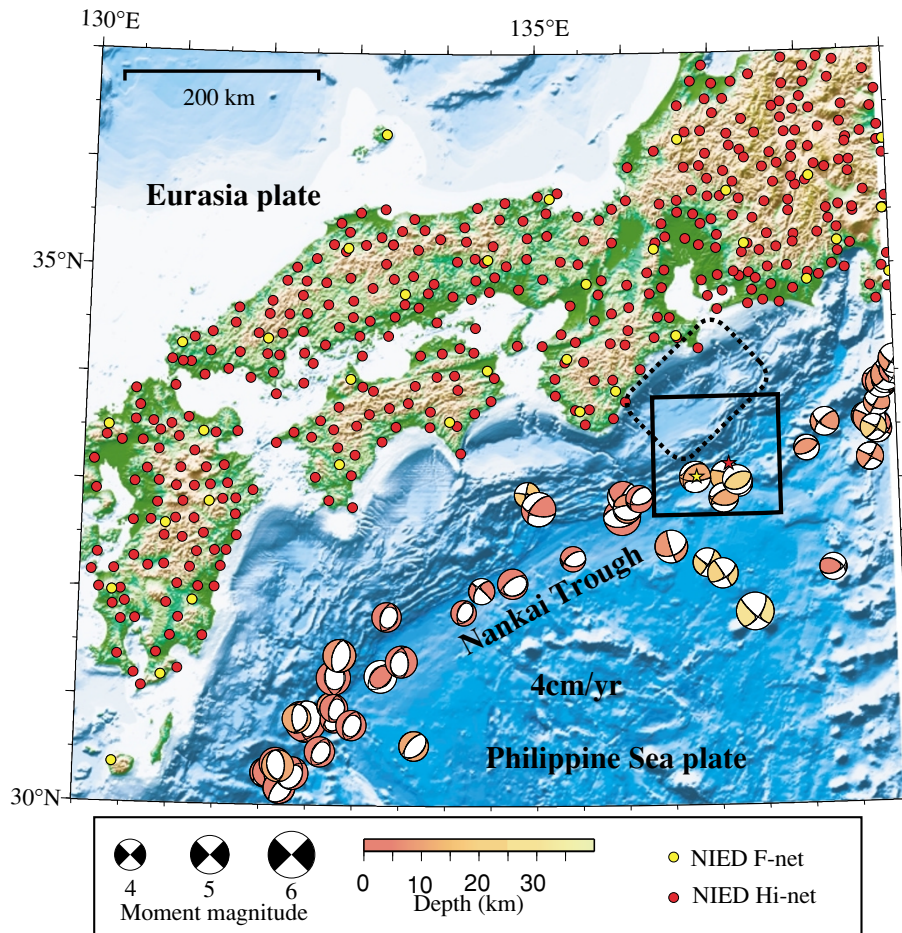 130°E
135°E
200 km
Eurasia plate
35°N
Nankai Trough
4cm/yr
Philippine Sea plate
30°N
4 5 6
Moment magnitude
0 10 20 30
Depth (km)
NIED F-net
NIED Hi-net